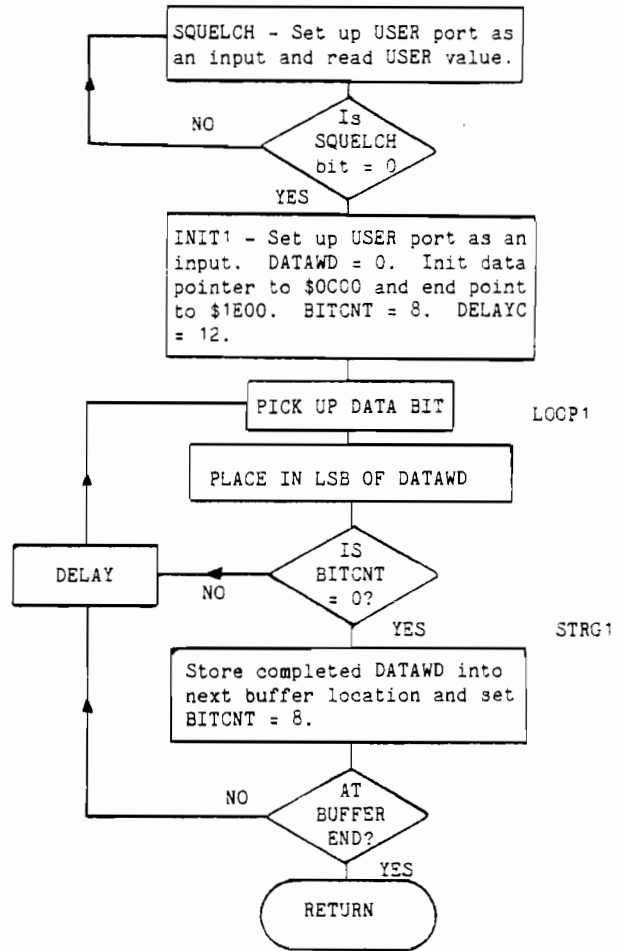 SQUELCH - Set up USER port as
an input and read USER value.
NO
Is
SQUELCH
bit = 0
YES
INIT1 - Set up USER port as an
input. DATAWD = 0. Init data
pointer to $0C00 and end point
to $1E00. BITCNT = 8. DELAYC
= 12.
PICK UP DATA BIT
LOOP1
PLACE IN LSB OF DATAWD
DELAY
NO
IS
BITCNT
= 0?
YES
STRG1
Store completed DATAWD into
next buffer location and set
BITCNT = 8.
NO
AT
BUFFER
END?
YES
RETURN